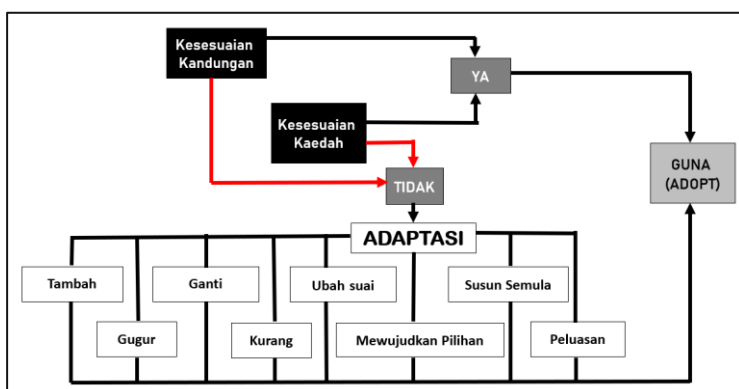 Kesesuaian
Kandungan
YA
Kesesuaian
Kaedah
GUNA
(ADOPT)
TIDAK
ADAPTASI
Tambah
Ganti
Ubah suai
Susun Semula
Gugur
Kurang
Mewujudkan Pilihan
Peluasan